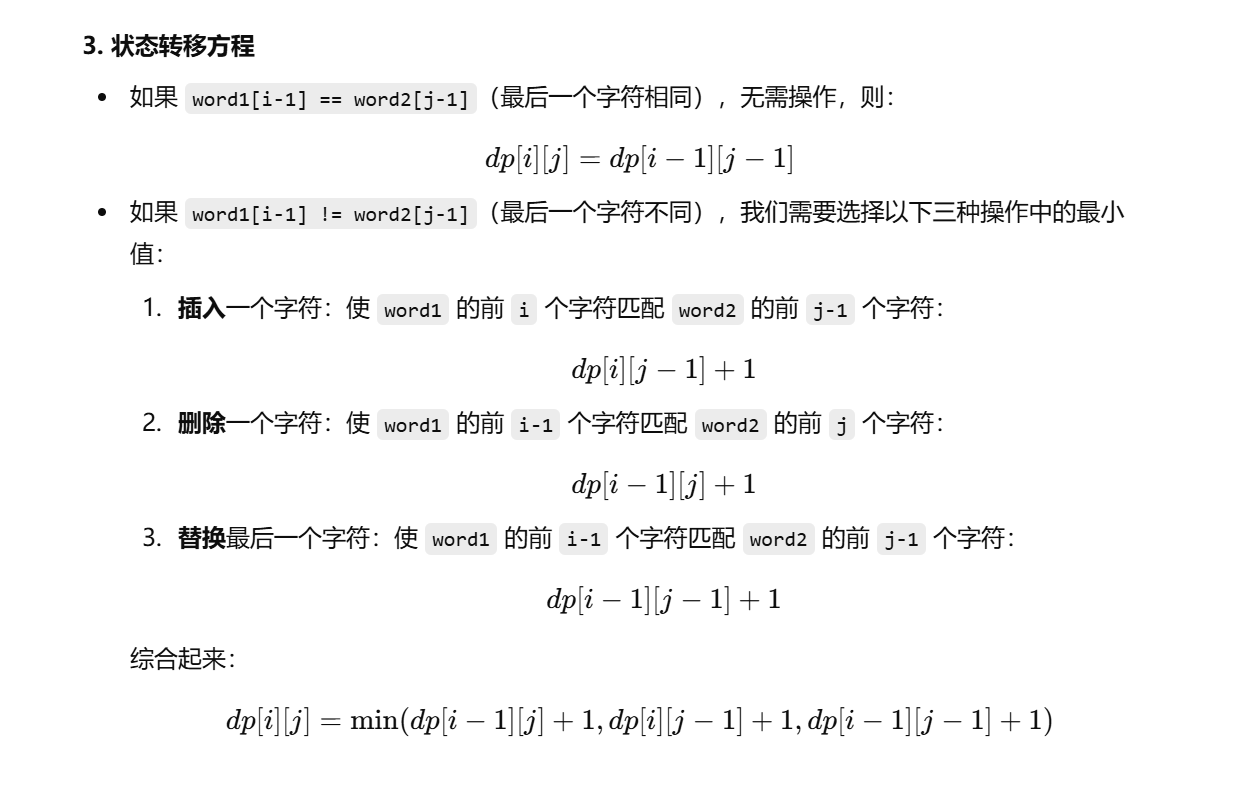 3. 状态转移方程
• 如果 word1[i-1] == word2[j-1]（最后一个字符相同），无需操作，则：
dp[i][j] = dp[i − 1][j − 1]
• 如果 word1[i-1] != word2[j-1]（最后一个字符不同），我们需要选择以下三种操作中的最小
值：
1. 插入一个字符：使 word1 的前 i 个字符匹配 word2 的前 j-1 个字符：
dp[i][j − 1] + 1
2. 删除一个字符：使 word1 的前 i-1 个字符匹配 word2 的前 j 个字符：
dp[i − 1][j] + 1
3. 替换最后一个字符：使 word1 的前 i-1 个字符匹配 word2 的前 j-1 个字符：
dp[i − 1][j − 1] + 1
综合起来：
dp[i][j] = min(dp[i − 1][j] + 1, dp[i][j − 1] + 1, dp[i − 1][j − 1] + 1)